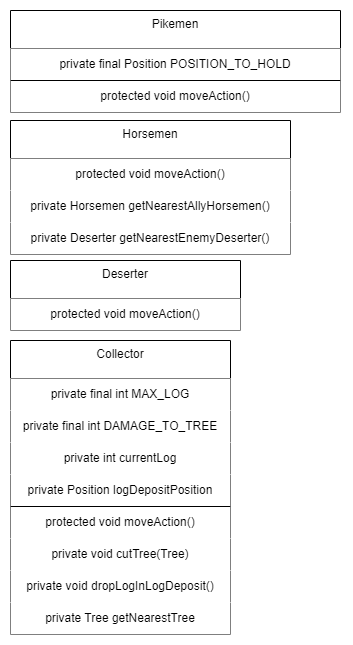 Pikemen
private final Position POSITION_TO_HOLD
protected void moveAction()
Horsemen
protected void moveAction()
private Horsemen getNearestAllyHorsemen()
private Deserter getNearestEnemyDeserter()
Deserter
protected void moveAction()
Collector
private final int MAX_LOG
private final int DAMAGE_TO_TREE
private int currentLog
private Position logDepositPosition
protected void moveAction()
private void cutTree(Tree)
private void dropLogInLogDeposit()
private Tree getNearestTree